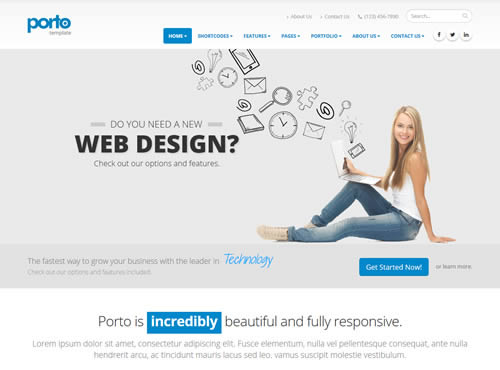 porto
template
About Us
Contact Us
(123) 456-7890
Search...
HOME
SHORTCODES
FEATURES
PAGES
PORTFOLIO
ABOUT US
CONTACT US
DO YOU NEED A NEW
WEB DESIGN?
Check out our options and features.
The fastest way to grow your business with the leader in Technology
Check out our options and features included.
Get Started Now!
or learn more.
Porto is incredibly beautiful and fully responsive.
Lorem ipsum dolor sit amet, consectetur adipiscing elit. Fusce elementum, nulla vel pellentesque consequat, ante nulla
hendrerit arcu, ac tincidunt mauris lacus sed leo. vamus suscipit molestie vestibulum.